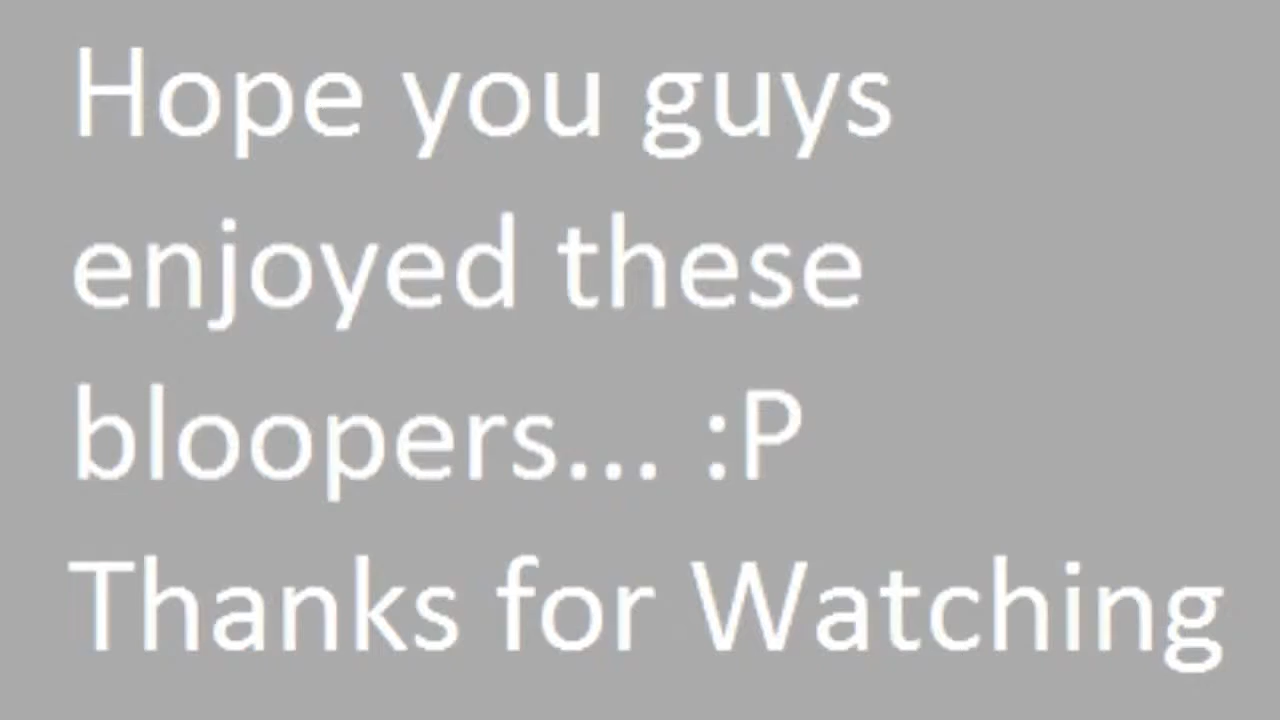 Hope you guys
enjoyed these
bloopers... :P
Thanks for Watching